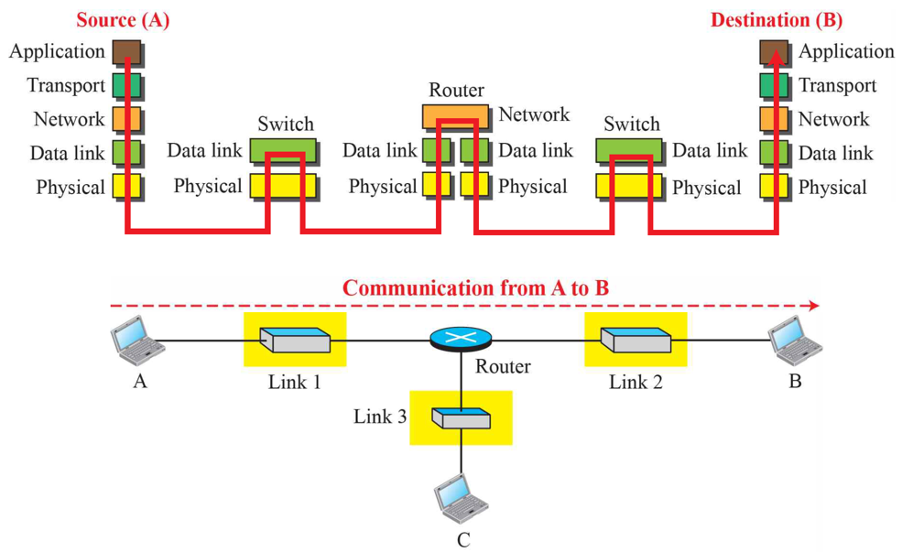 Source (A)
Destination (B)
Application
Transport
Network
Data link
Physical
Switch
Data link
Physical
Router
Network
Data link
Data link
Physical
Physical
Switch
Data link
Physical
Application
Transport
Network
Data link
Physical
Communication from A to B
A
Link 1
Router
Link 2
B
Link 3
C